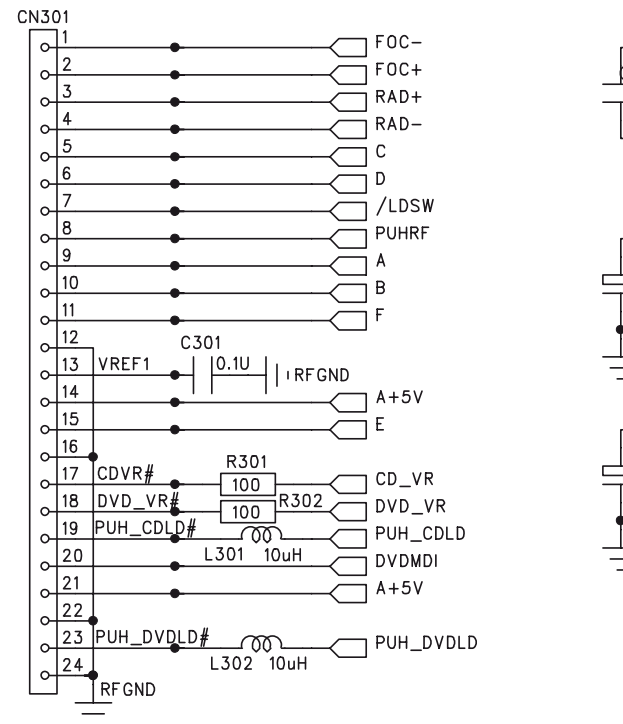 CN301
1 FOC-
2 FOC+
3 RAD+
4 RAD-
5 C
6 D
7 /LDSW
8 PUHRF
9 A
10 B
11 F
12
C301
13 VREF1 0.1U RFGND
14 A+5V
15 E
16
R301
17 CDVR# 100 CD_VR
18 DVD_VR# 100 R302 DVD_VR
19 PUH_CDLD# PUH_CDLD
L301 10uH
20 DVDMDI
21 A+5V
22
23 PUH_DVDLD# PUH_DVDLD
L302 10uH
24
RFGND